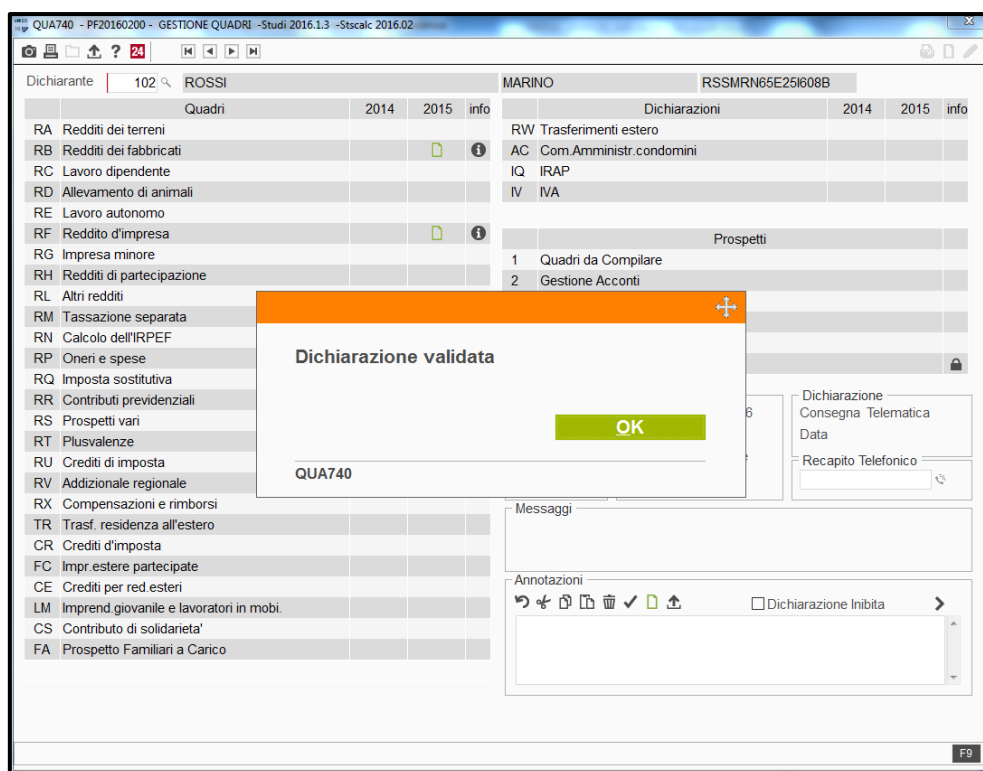 QUA740 - PF20160200 - GESTIONE QUADRI -Studi 2016.1.3 -Stscalc 2016.02
? 24
Dichiarante 102 ROSSI MARINO RSSMRN65E25I608B
Quadri 2014 2015 info
RA Redditi dei terreni
RB Redditi dei fabbricati
RC Lavoro dipendente
RD Allevamento di animali
RE Lavoro autonomo
RF Reddito d'impresa
RG Impresa minore
RH Redditi di partecipazione
RL Altri redditi
RM Tassazione separata
RN Calcolo dell'IRPEF
RP Oneri e spese
RQ Imposta sostitutiva
RR Contributi previdenziali
RS Prospetti vari
RT Plusvalenze
RU Crediti di imposta
RV Addizionale regionale
RX Compensazioni e rimborsi
TR Trasf. residenza all'estero
CR Crediti d'imposta
FC Impr.estere partecipate
CE Crediti per red.esteri
LM Imprend.giovanile e lavoratori in mobi.
CS Contributo di solidarieta'
FA Prospetto Familiari a Carico
Dichiarazioni 2014 2015 info
RW Trasferimenti estero
AC Com.Amministr.condomini
IQ IRAP
IV IVA
Prospetti
1 Quadri da Compilare
2 Gestione Acconti
Dichiarazione validata
OK
QUA740
6
Dichiarazione
Consegna Telematica
Data
Recapito Telefonico
Messaggi
Annotazioni
Dichiarazione Inibita
F9